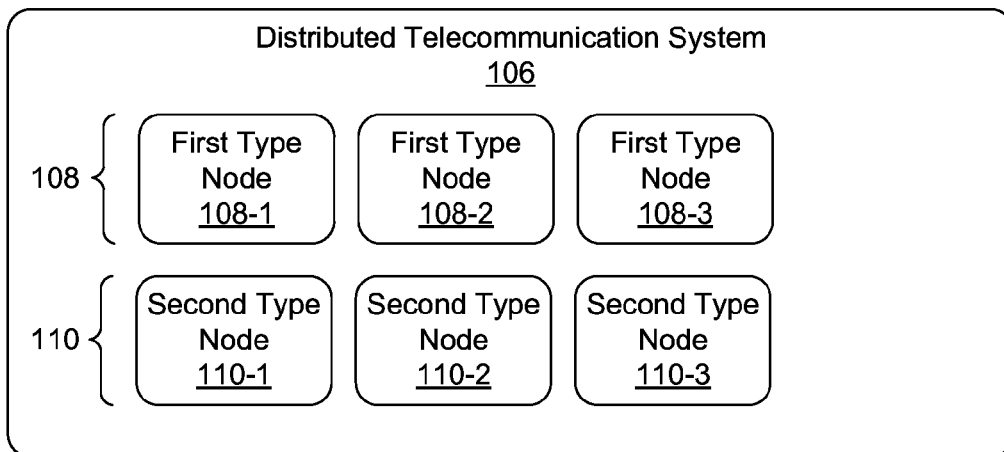 Distributed Telecommunication System
106
108
First Type
Node
108-1
First Type
Node
108-2
First Type
Node
108-3
110
Second Type
Node
110-1
Second Type
Node
110-2
Second Type
Node
110-3